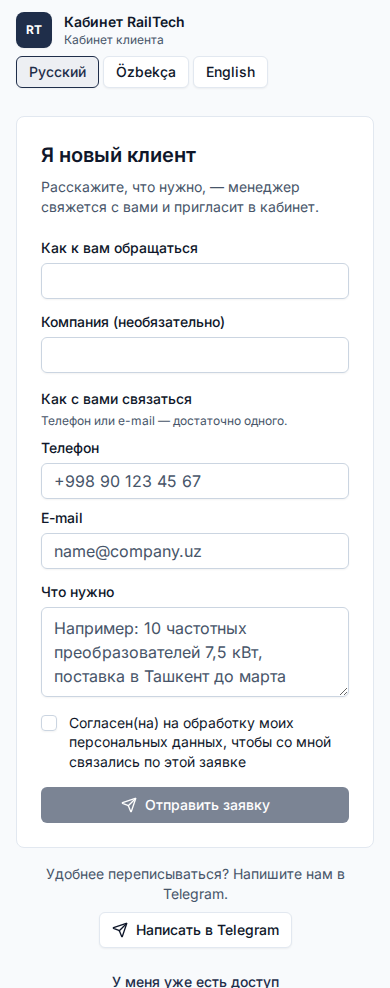 RT
Кабинет RailTech
Кабинет клиента
Русский
Özbekça
English
Я новый клиент
Расскажите, что нужно, — менеджер
свяжется с вами и пригласит в кабинет.
Как к вам обращаться
Компания (необязательно)
Как с вами связаться
Телефон или e-mail — достаточно одного.
Телефон
+998 90 123 45 67
E-mail
name@company.uz
Что нужно
Например: 10 частотных
преобразователей 7,5 кВт,
поставка в Ташкент до марта
Согласен(на) на обработку моих
персональных данных, чтобы со мной
связались по этой заявке
Отправить заявку
Удобнее переписываться? Напишите нам в
Telegram.
Написать в Telegram
У меня уже есть доступ